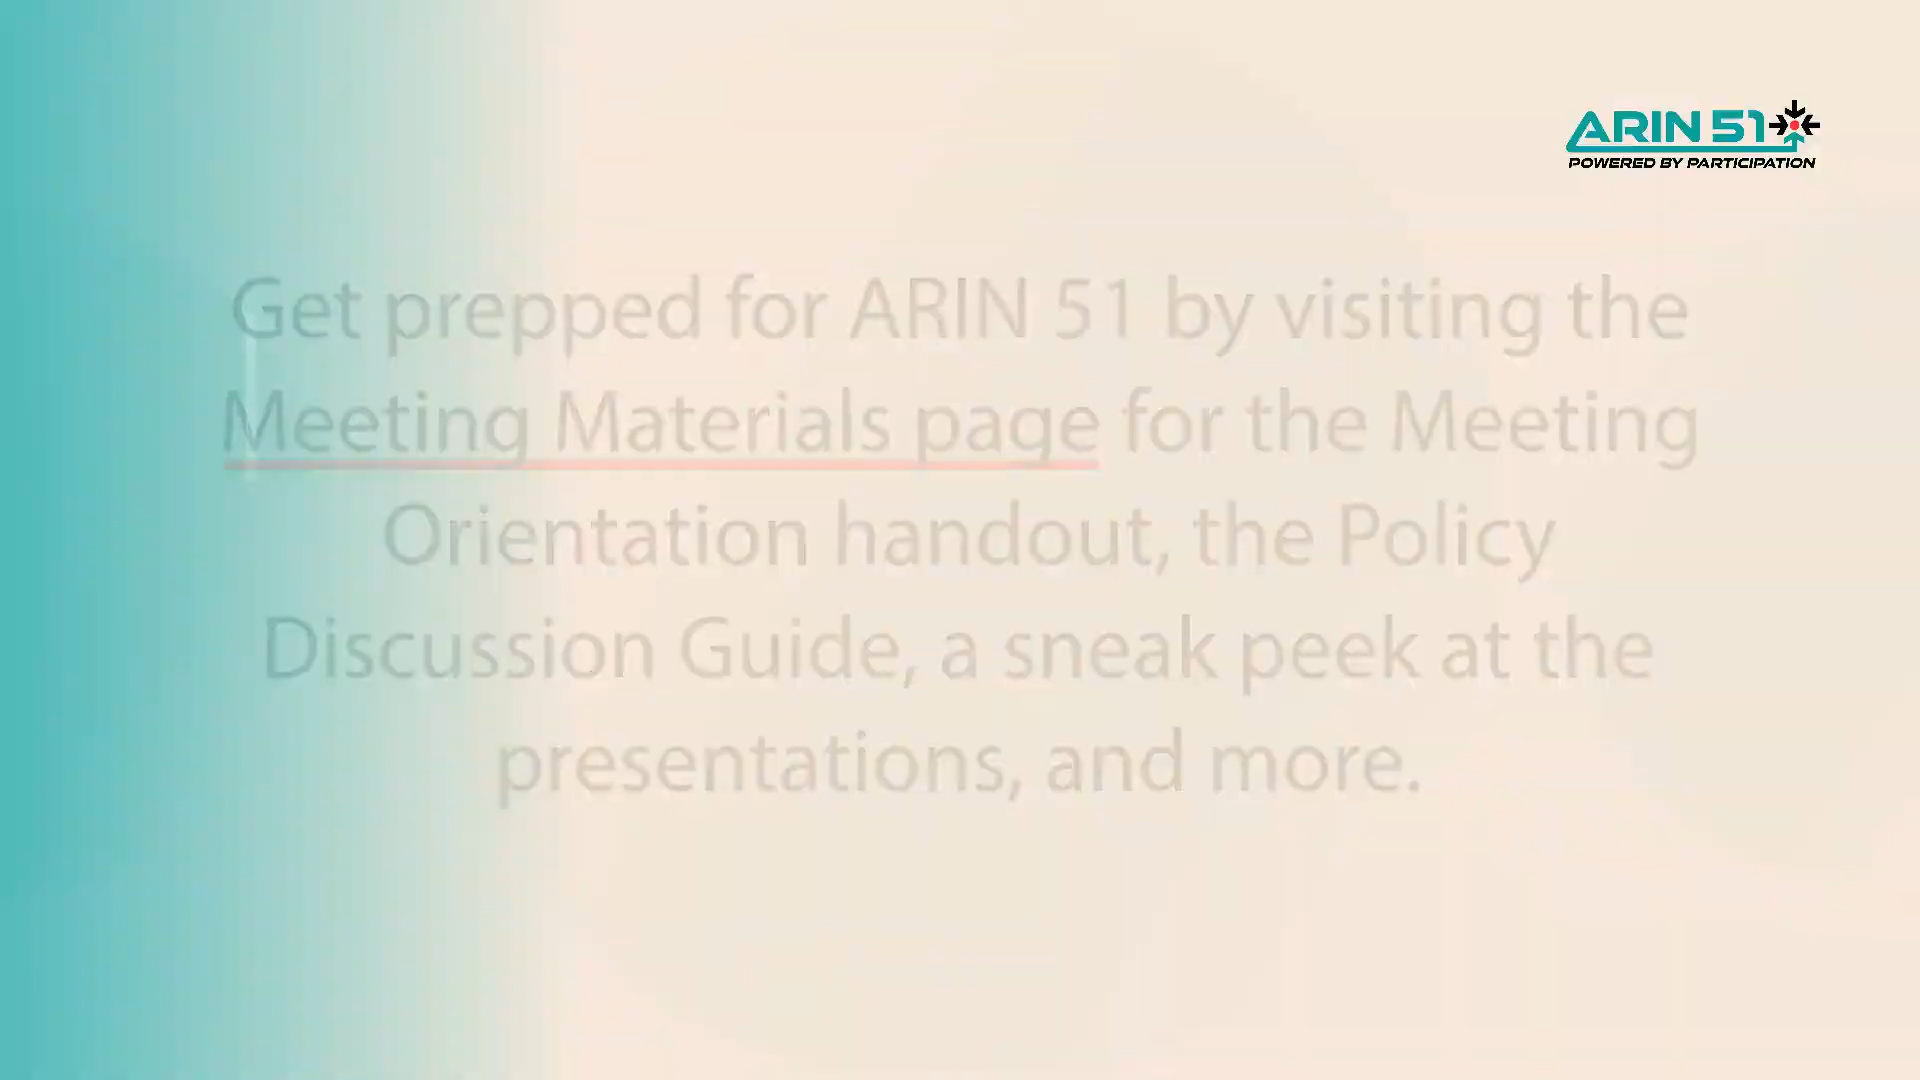 ARIN 51
POWERED BY PARTICIPATION
Get prepped for ARIN 51 by visiting the
Meeting Materials page for the Meeting
Orientation handout, the Policy
Discussion Guide, a sneak peek at the
presentations, and more.